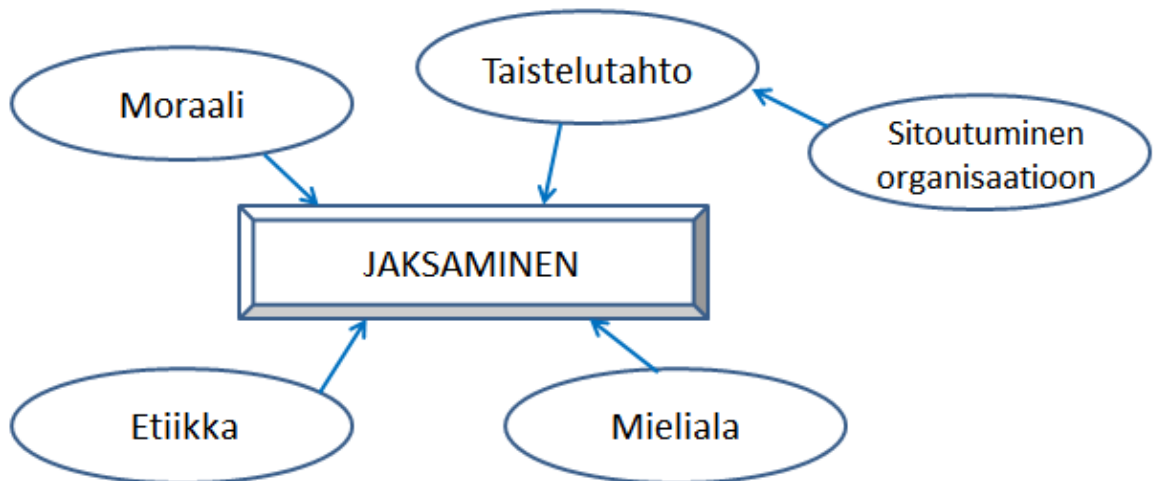 Moraali
Taistelutahto
Sitoutuminen
organisaatioon
JAKSAMINEN
Etiikka
Mieliala